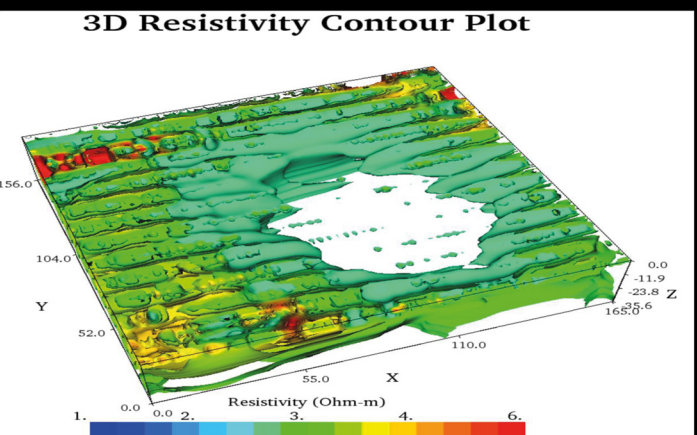 3D Resistivity Contour Plot
156.0
104.0
Y
52.0
0.0
0.0
55.0
X
110.0
165.0
0.0
-11.9
-23.8
Z
-35.6
Resistivity (Ohm-m)
1. 2. 3. 4. 6.